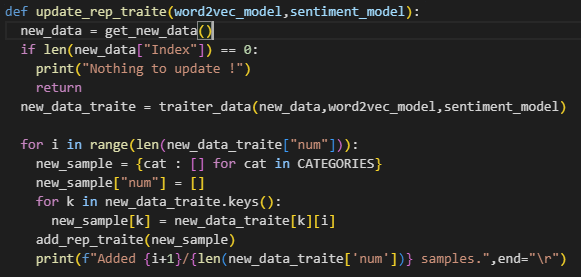 def update_rep_traite(word2vec_model,sentiment_model):
  new_data = get_new_data()
  if len(new_data["Index"]) == 0:
    print("Nothing to update !")
    return
  new_data_traite = traiter_data(new_data,word2vec_model,sentiment_model)

  for i in range(len(new_data_traite["num"])):
    new_sample = {cat : [] for cat in CATEGORIES}
    new_sample["num"] = []
    for k in new_data_traite.keys():
      new_sample[k] = new_data_traite[k][i]
    add_rep_traite(new_sample)
    print(f"Added {i+1}/{len(new_data_traite['num'])} samples.",end="\r")